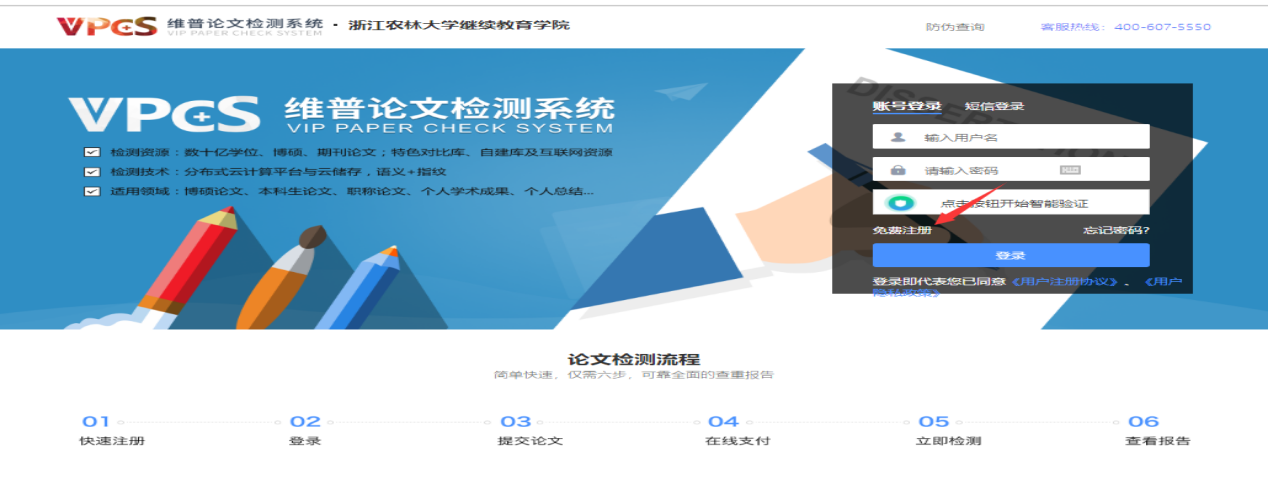 VPCS 维普论文检测系统 · 浙江农林大学继续教育学院
VIP PAPER CHECK SYSTEM
防伪查询 客服热线：400-607-5550
VPCS 维普论文检测系统
VIP PAPER CHECK SYSTEM
检测资源：数十亿学位、博硕、期刊论文；特色对比库、自建库及互联网资源
检测技术：分布式云计算平台与云储存，语义+指纹
适用领域：博硕论文、本科生论文、职称论文、个人学术成果、个人总结...
账号登录 短信登录
输入用户名
请输入密码
点击按钮开始智能验证
免费注册 忘记密码?
登录
登录即代表您已同意《用户注册协议》、《用户
隐私政策》
论文检测流程
简单快速，仅需六步，可靠全面的查重报告
01 02 03 04 05 06
快速注册 登录 提交论文 在线支付 立即检测 查看报告